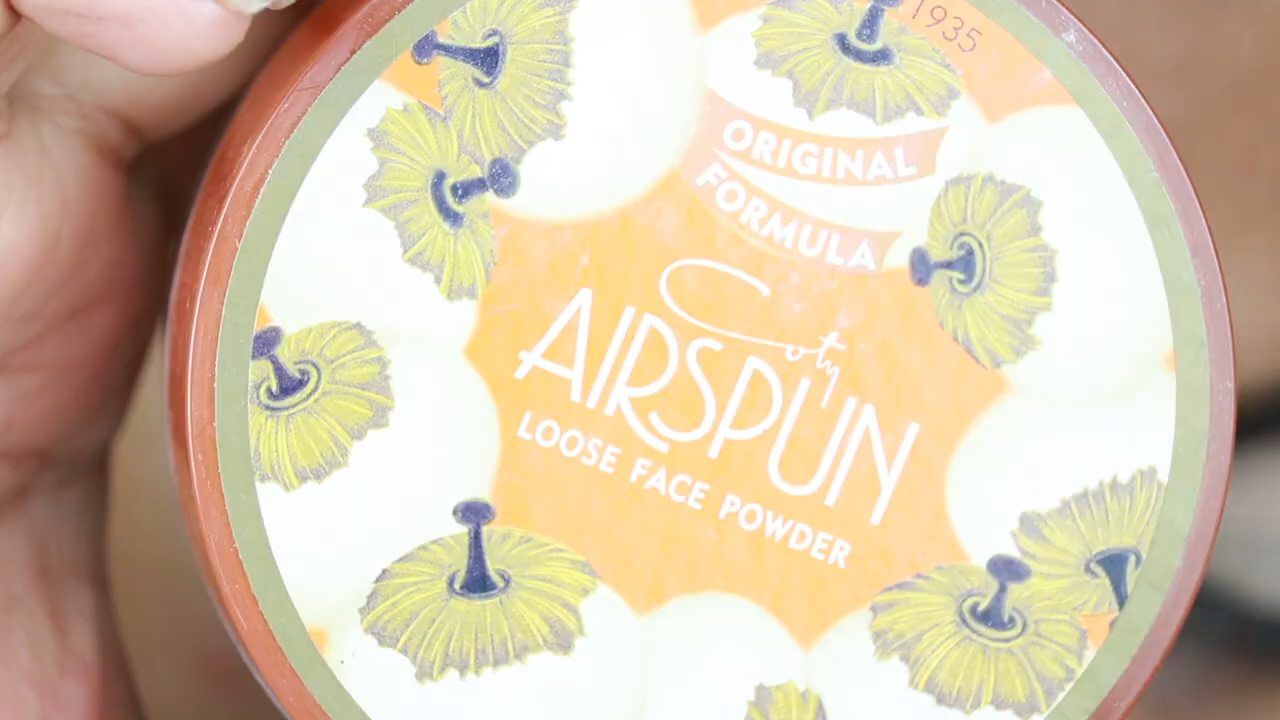 1935
ORIGINAL
FORMULA
Coty
AIRSPUN
LOOSE FACE POWDER